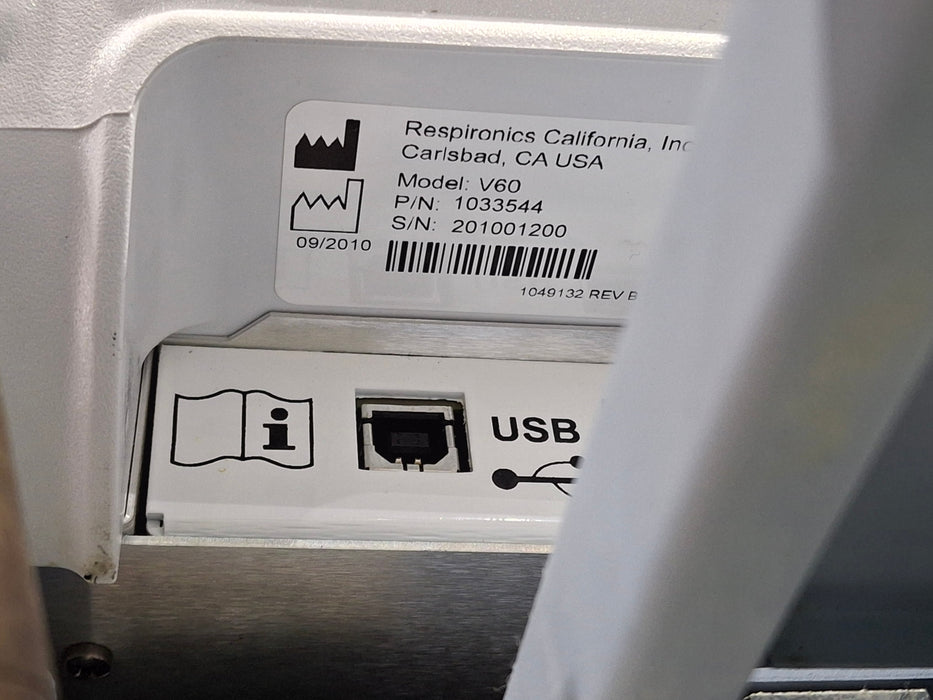 Respironics California, Inc
Carlsbad, CA USA
Model: V60
P/N: 1033544
S/N: 201001200
09/2010
1049132 REV B
i
USB